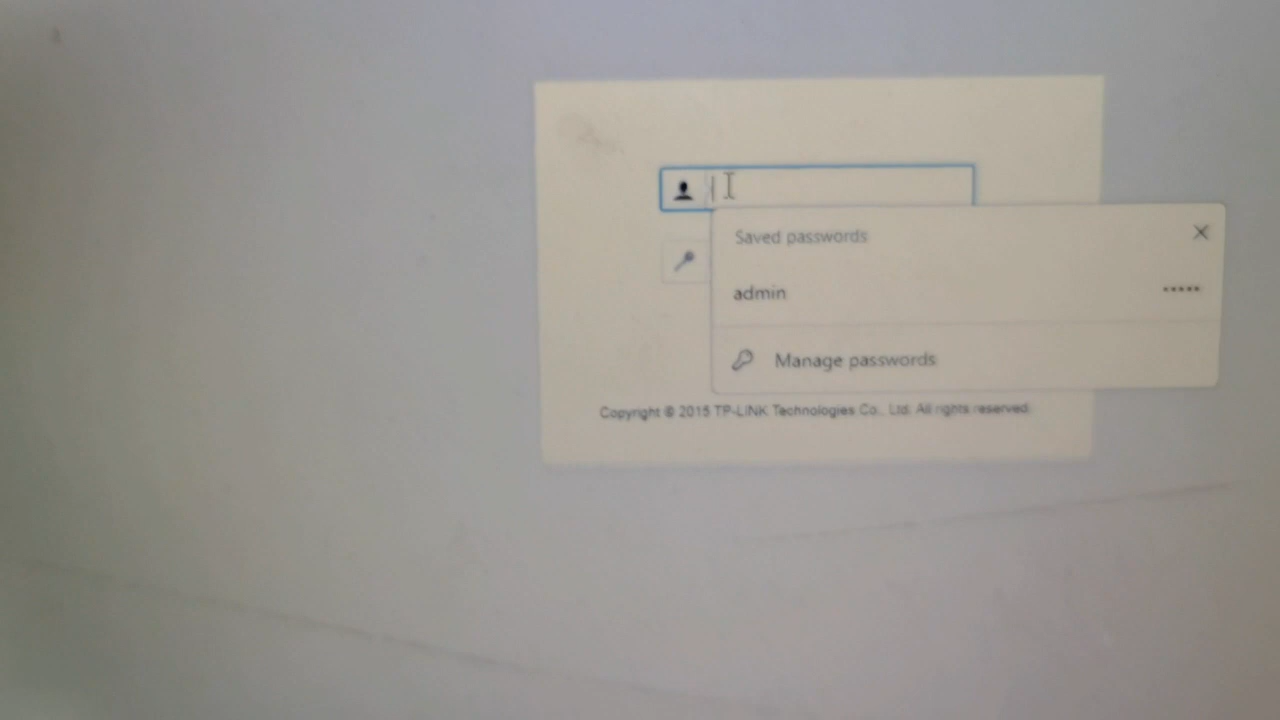 Saved passwords
admin •••••
Manage passwords
Copyright © 2015 TP-LINK Technologies Co., Ltd. All rights reserved.